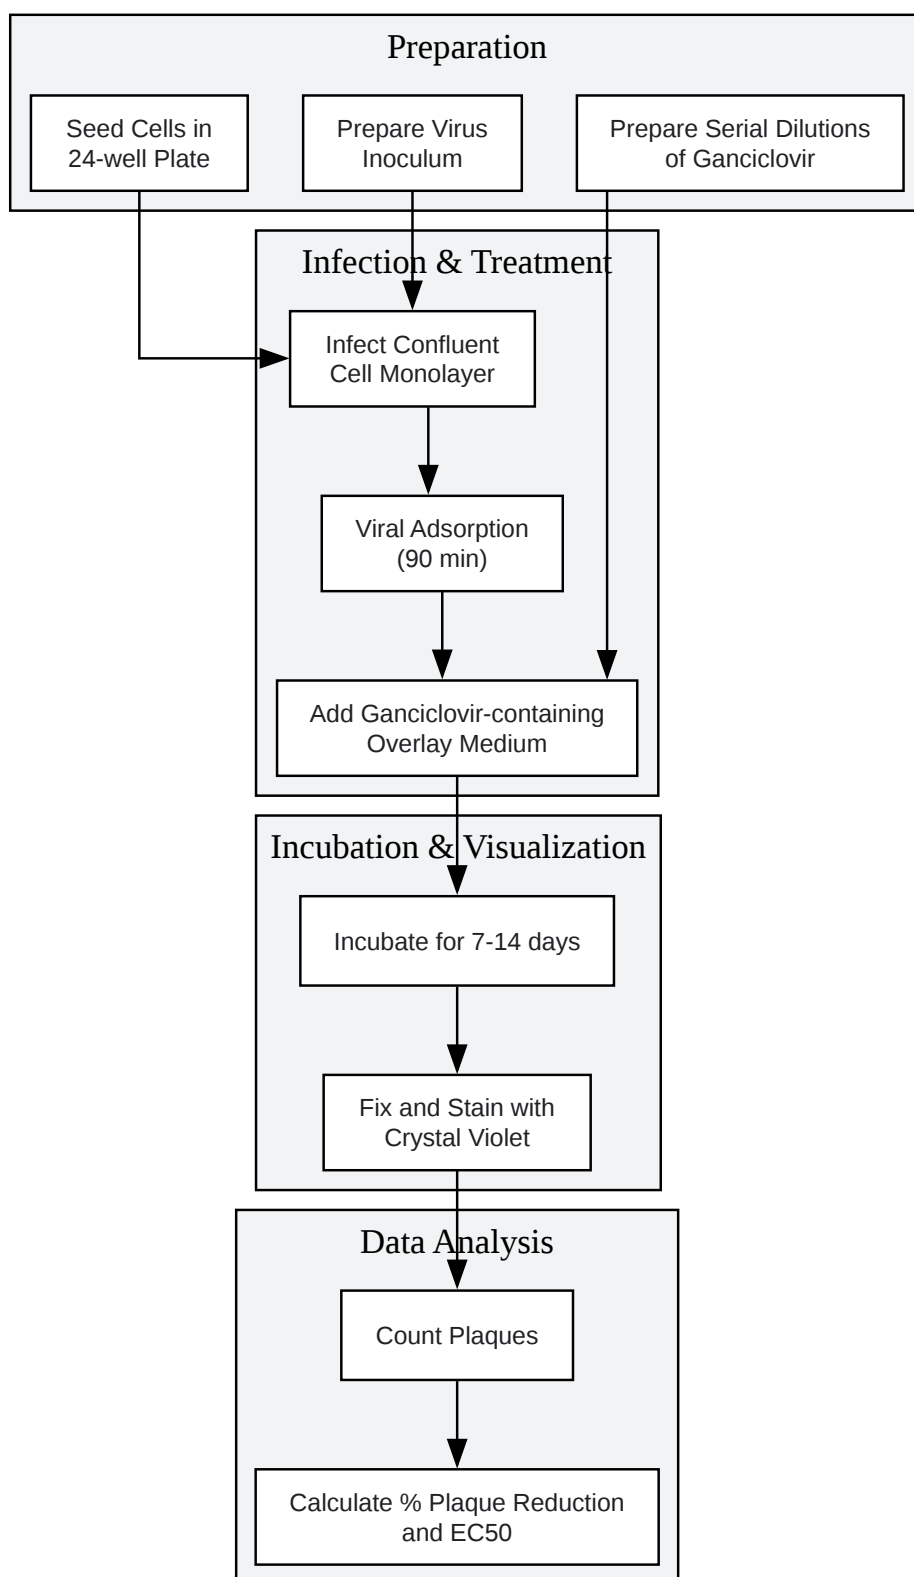 Preparation
Seed Cells in
24-well Plate
Prepare Virus
Inoculum
Prepare Serial Dilutions
of Ganciclovir
Infection & Treatment
Infect Confluent
Cell Monolayer
Viral Adsorption
(90 min)
Add Ganciclovir-containing
Overlay Medium
Incubation & Visualization
Incubate for 7-14 days
Fix and Stain with
Crystal Violet
Data Analysis
Count Plaques
Calculate % Plaque Reduction
and EC50